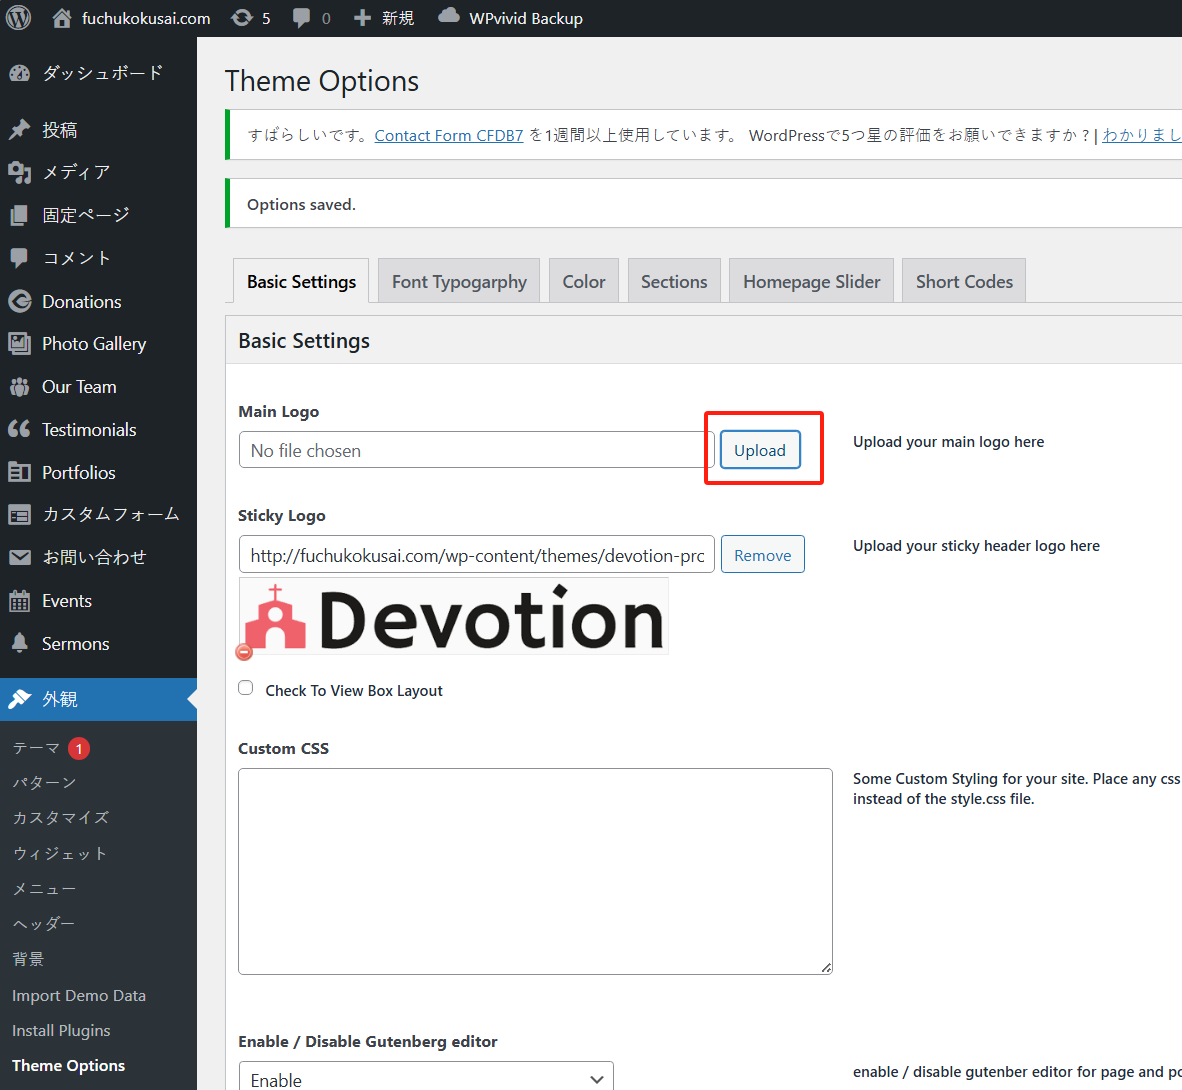 fuchukokusai.com 5 0 新規 WPvivid Backup
ダッシュボード
投稿
メディア
固定ページ
コメント
Donations
Photo Gallery
Our Team
Testimonials
Portfolios
カスタムフォーム
お問い合わせ
Events
Sermons
外観
テーマ 1
パターン
カスタマイズ
ウィジェット
メニュー
ヘッダー
背景
Import Demo Data
Install Plugins
Theme Options
Theme Options
すばらしいです。Contact Form CFDB7 を1週間以上使用しています。 WordPressで5つ星の評価をお願いできますか ? | わかりまし
Options saved.
Basic Settings Font Typogarphy Color Sections Homepage Slider Short Codes
Basic Settings
Main Logo
No file chosen Upload Upload your main logo here
Sticky Logo
http://fuchukokusai.com/wp-content/themes/devotion-prc Remove Upload your sticky header logo here
Devotion
Check To View Box Layout
Custom CSS
Some Custom Styling for your site. Place any css
instead of the style.css file.
Enable / Disable Gutenberg editor
Enable enable / disable gutenber editor for page and po